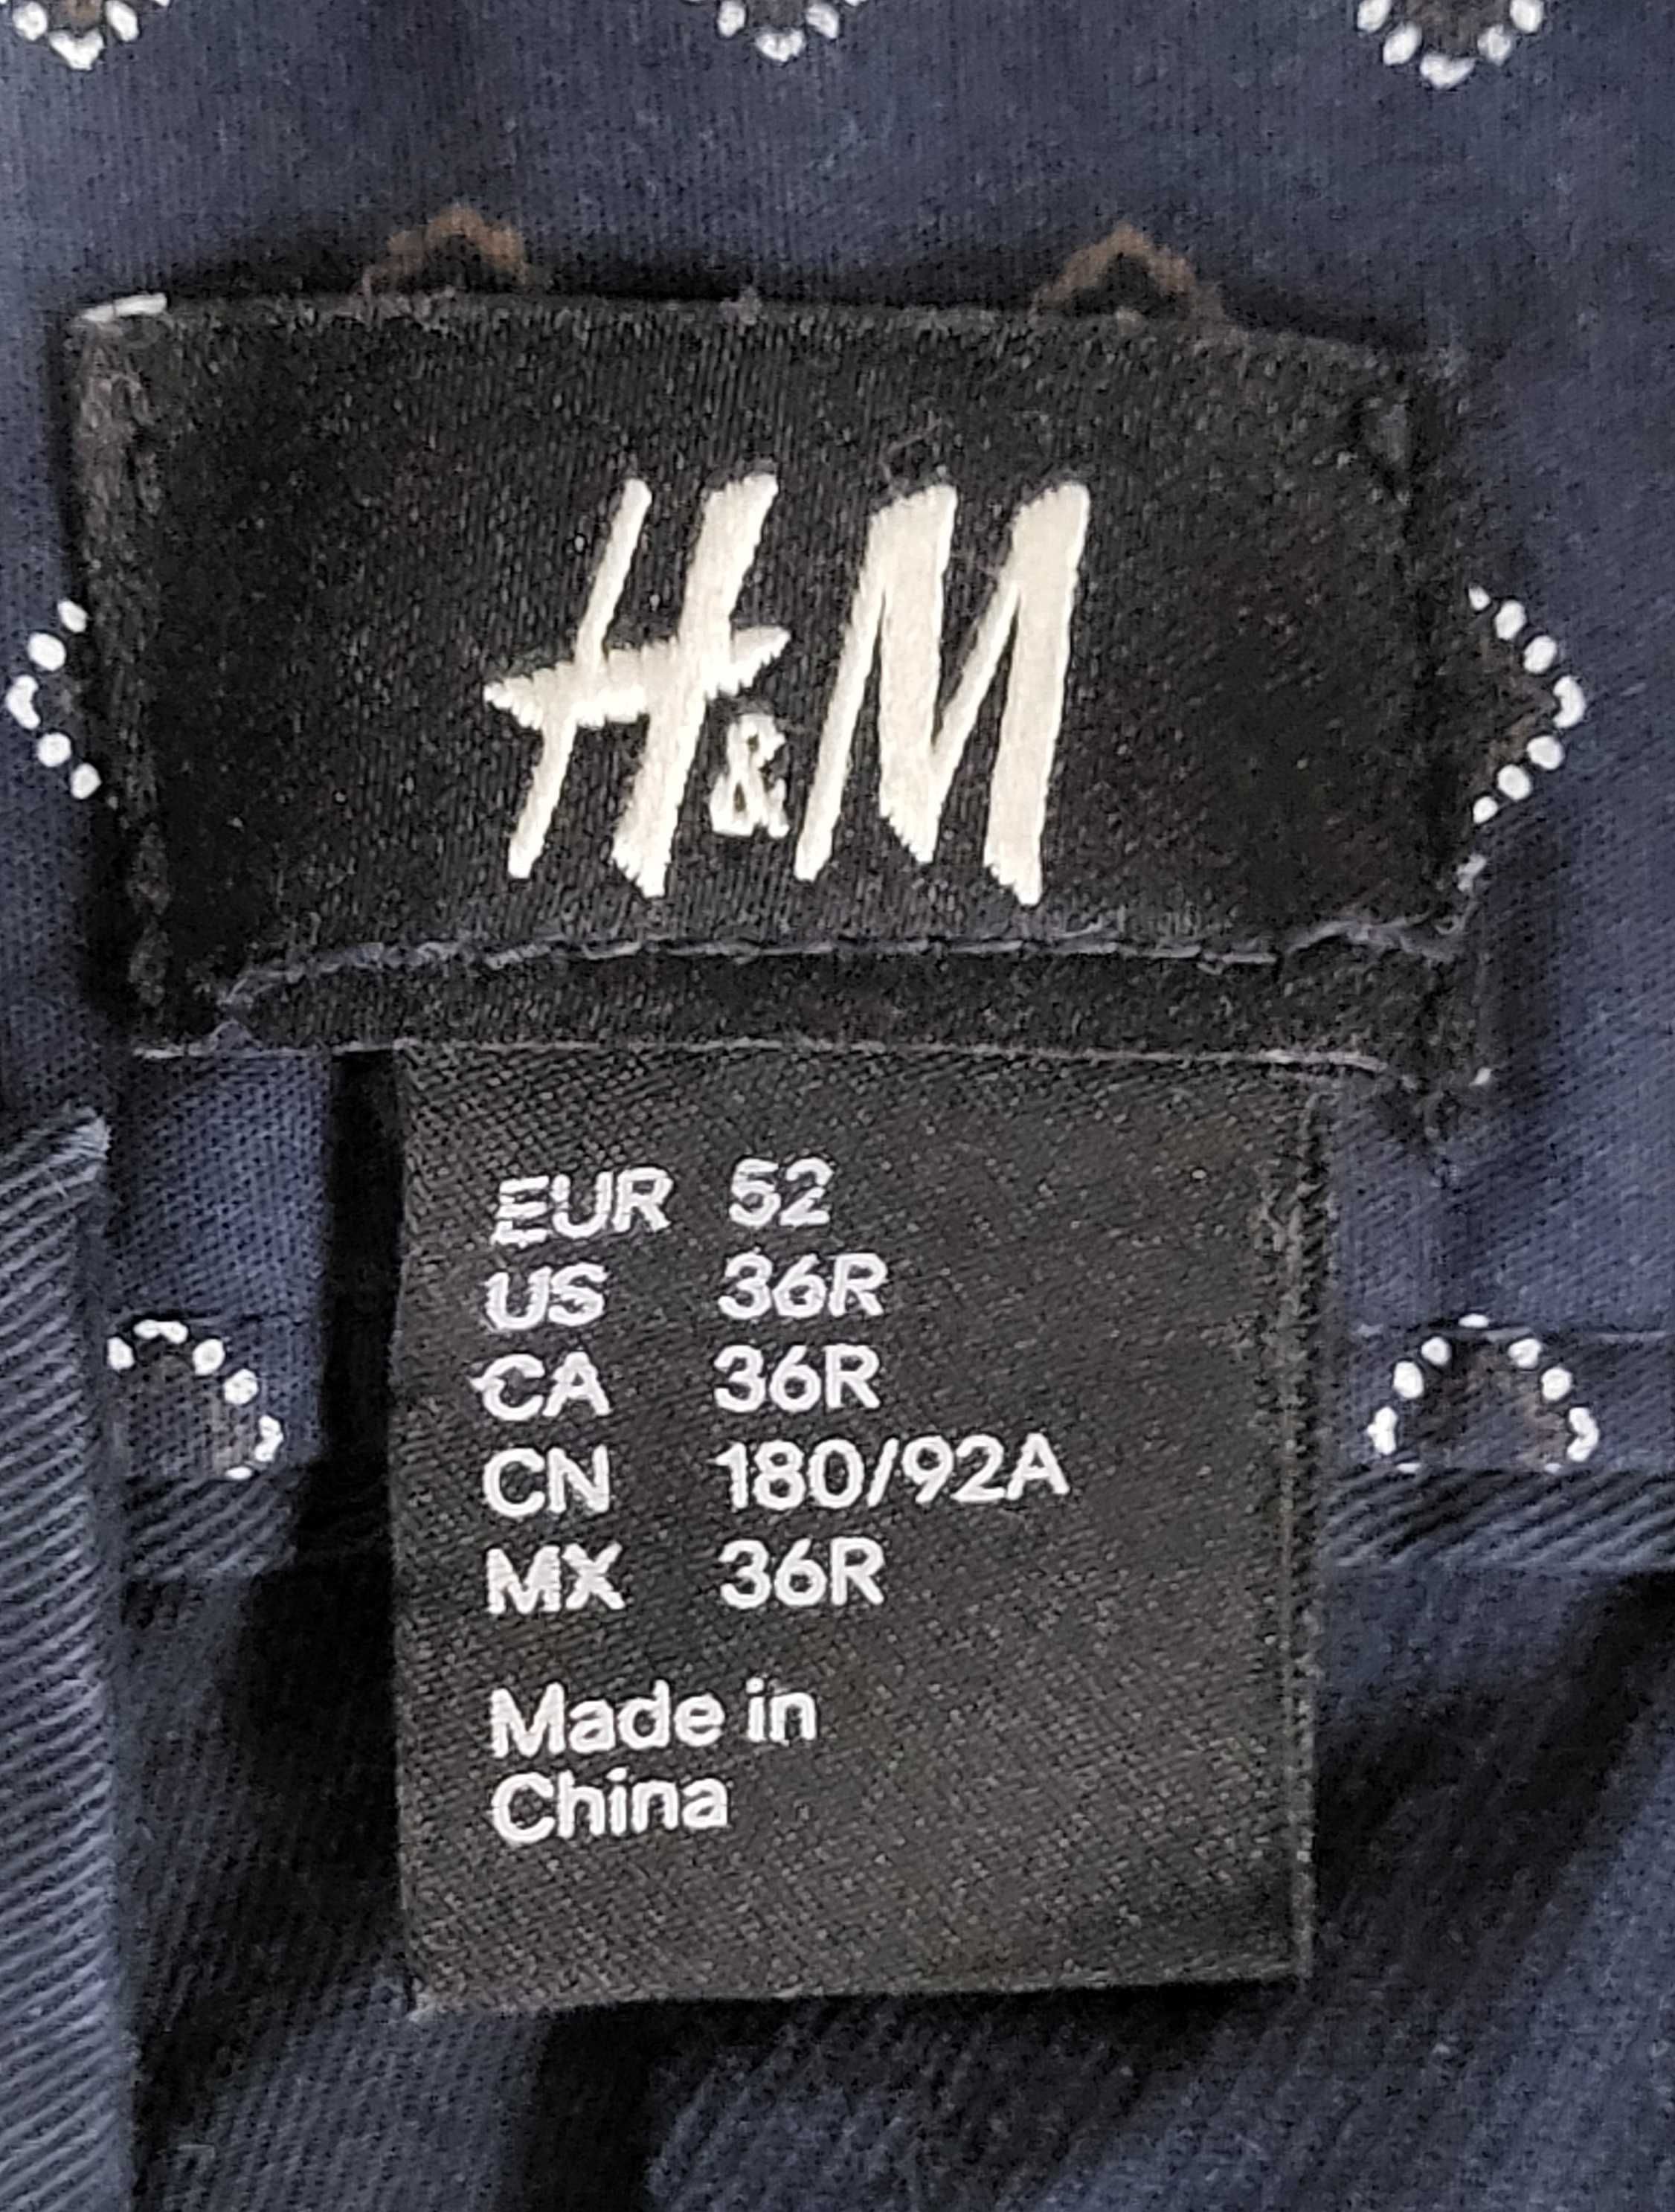 H&M
EUR 52
US 36R
CA 36R
CN 180/92A
MX 36R
Made in
China